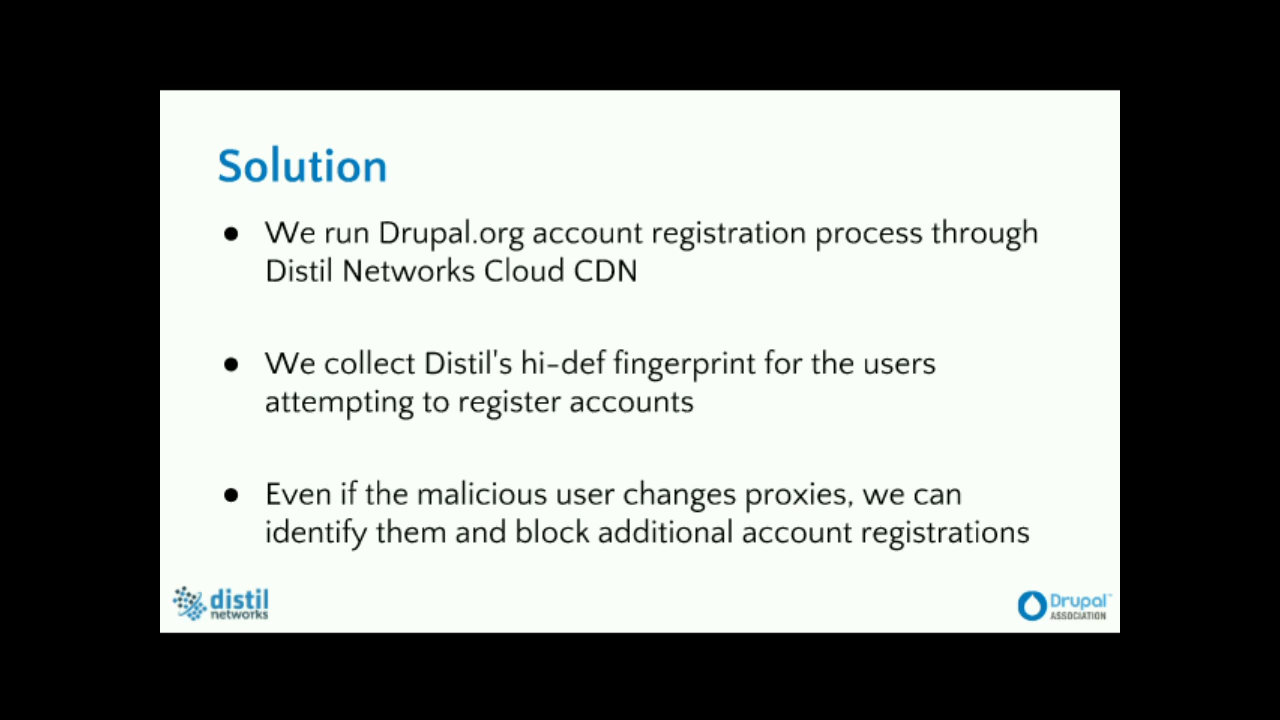 Solution
● We run Drupal.org account registration process through
Distil Networks Cloud CDN
● We collect Distil's hi-def fingerprint for the users
attempting to register accounts
● Even if the malicious user changes proxies, we can
identify them and block additional account registrations
distil
networks
Drupal™
ASSOCIATION